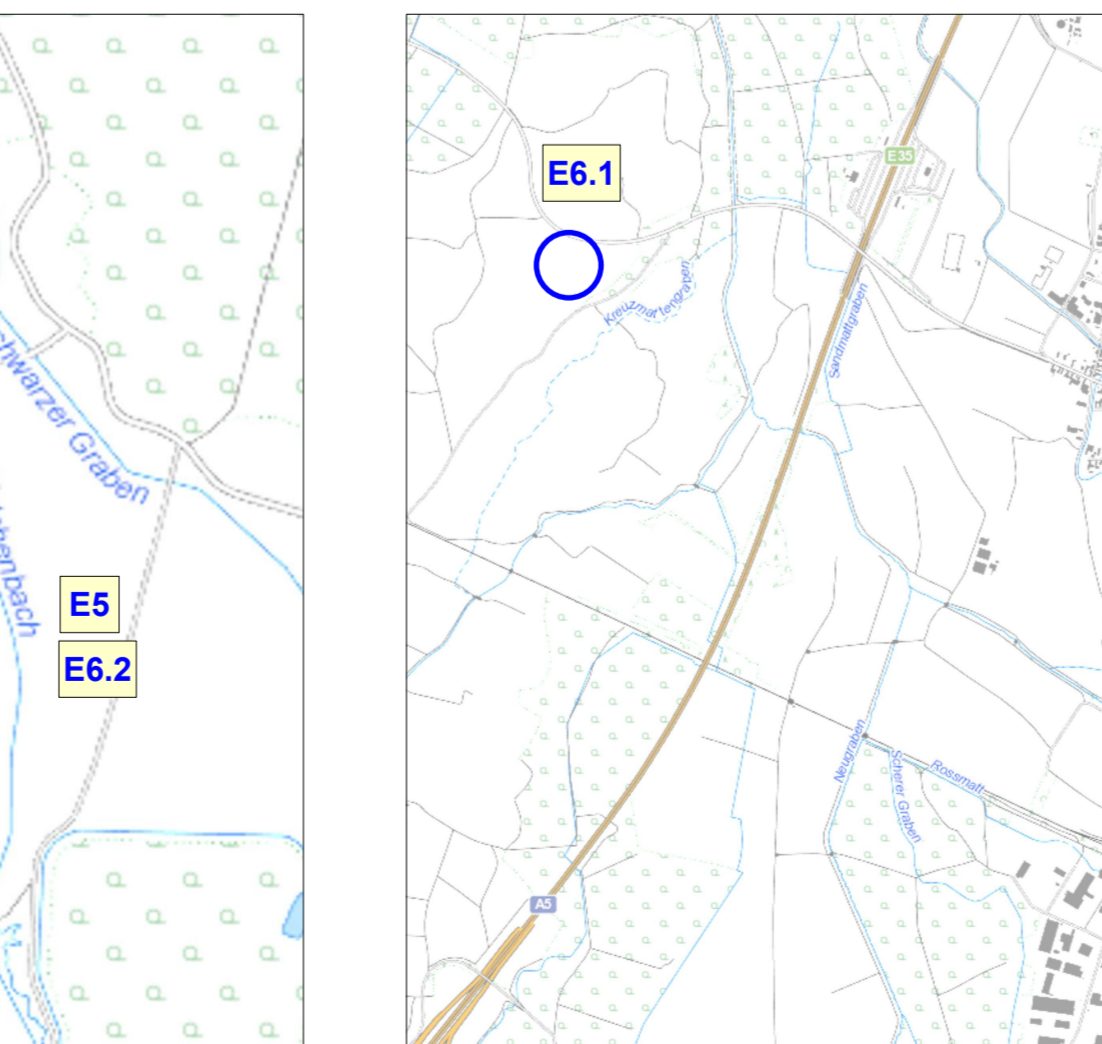 Schwarzer Graben
E5
E6.2
E6.1
E35
Kreuzmattengraben
Sandmattgraben
Neugraben
Scherer Graben
Rossmatt
A5